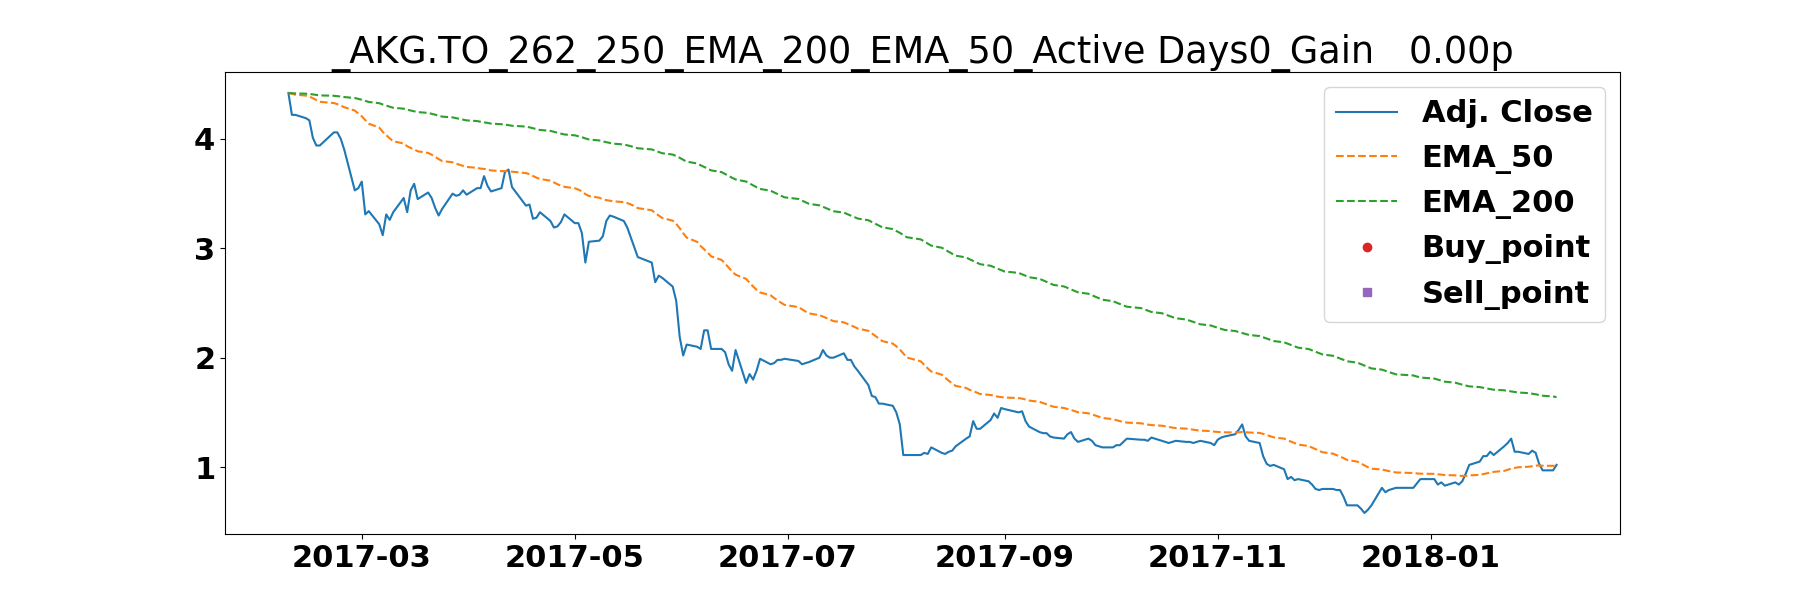 _AKG.TO_262_250_EMA_200_EMA_50_Active Days0_Gain   0.00p
Adj. Close
EMA_50
EMA_200
Buy_point
Sell_point
4
3
2
1
2017-03
2017-05
2017-07
2017-09
2017-11
2018-01